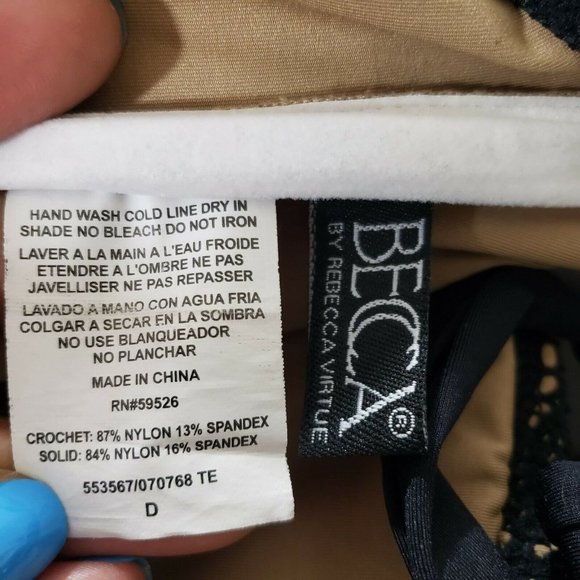 HAND WASH COLD LINE DRY IN
SHADE NO BLEACH DO NOT IRON
LAVER A LA MAIN A L'EAU FROIDE
ETENDRE A L'OMBRE NE PAS
JAVELLISER NE PAS REPASSER
LAVADO A MANO CON AGUA FRIA
COLGAR A SECAR EN LA SOMBRA
NO USE BLANQUEADOR
NO PLANCHAR
MADE IN CHINA
RN#59526
CROCHET: 87% NYLON 13% SPANDEX
SOLID: 84% NYLON 16% SPANDEX
553567/070768 TE
D
BECCA®
BY REBECCA VIRTUE